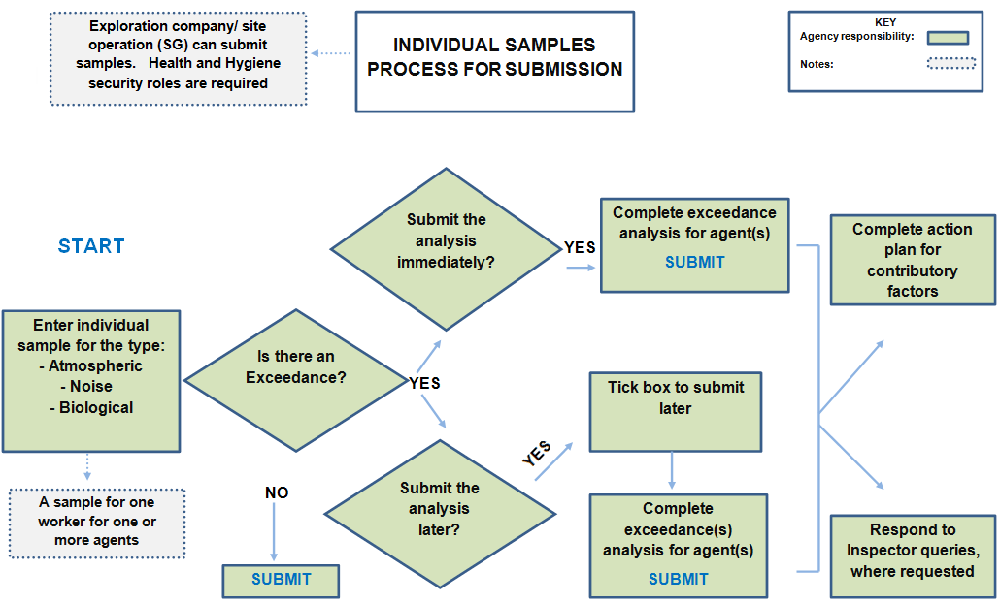 Exploration company/ site
operation (SG) can submit
samples. Health and Hygiene
security roles are required
INDIVIDUAL SAMPLES
PROCESS FOR SUBMISSION
KEY
Agency responsibility:
Notes:
START
Enter individual
sample for the type:
- Atmospheric
- Noise
- Biological
A sample for one
worker for one or
more agents
Is there an
Exceedance?
YES
NO
SUBMIT
Submit the
analysis
immediately?
YES
Complete exceedance
analysis for agent(s)
SUBMIT
Submit the
analysis
later?
YES
Tick box to submit
later
Complete
exceedance(s)
analysis for agent(s)
SUBMIT
Complete action
plan for
contributory
factors
Respond to
Inspector queries,
where requested